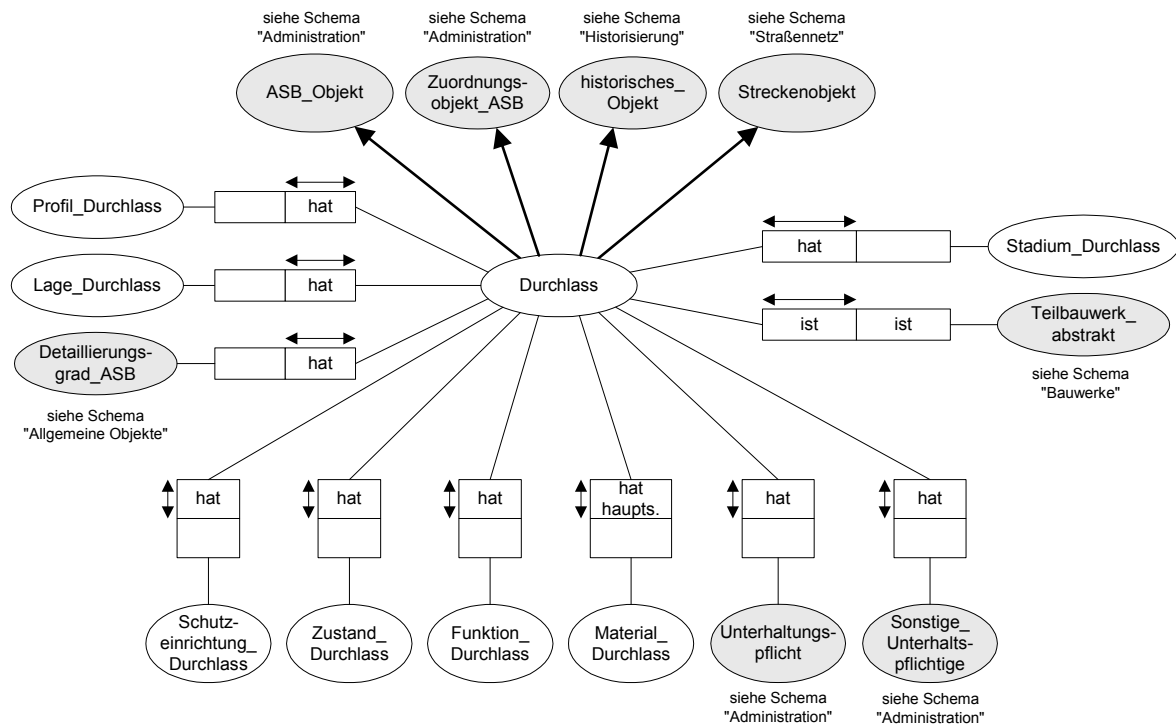 siehe Schema
"Administration"
siehe Schema
"Administration"
siehe Schema
"Historisierung"
siehe Schema
"Straßennetz"
ASB_Objekt
Zuordnungs-
objekt_ASB
historisches_
Objekt
Streckenobjekt
Profil_Durchlass
hat
hat
Stadium_Durchlass
Lage_Durchlass
hat
Durchlass
ist
ist
Teilbauwerk_
abstrakt
siehe Schema
"Bauwerke"
Detaillierungs-
grad_ASB
hat
siehe Schema
"Allgemeine Objekte"
hat
hat
hat
hat
haupts.
hat
hat
Schutz-
einrichtung_
Durchlass
Zustand_
Durchlass
Funktion_
Durchlass
Material_
Durchlass
Unterhaltungs-
pflicht
Sonstige_
Unterhalts-
pflichtige
siehe Schema
"Administration"
siehe Schema
"Administration"